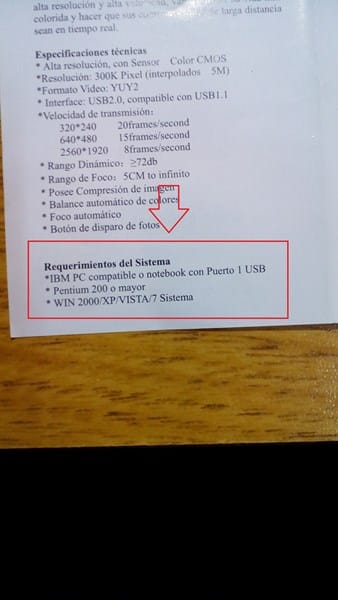 alta resolución y alta
colorida y hacer que sus de larga distancia
sean en tiempo real.
Especificaciones técnicas
* Alta resolución, con Sensor Color CMOS
*Resolución: 300K Pixel (interpolados 5M)
*Formato Video: YUY2
* Interface: USB2.0, compatible con USB1.1
*Velocidad de transmisión:
320*240 20frames/second
640*480 15frames/second
2560*1920 8frames/second
* Rango Dinámico: ≥72db
* Rango de Foco: 5CM to infinito
* Posee Compresión de imagen
* Balance automático de colores
* Foco automático
* Botón de disparo de fotos
Requerimientos del Sistema
*IBM PC compatible o notebook con Puerto 1 USB
* Pentium 200 o mayor
* WIN 2000/XP/VISTA/7 Sistema